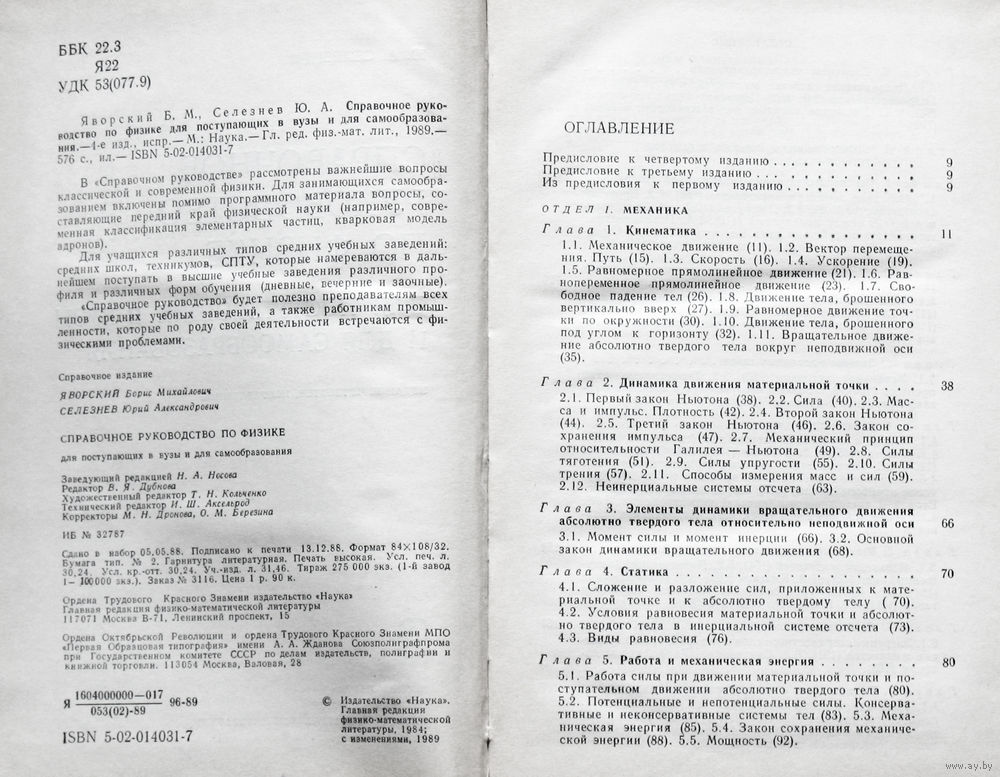 ББК 22.3
Я22
УДК 53(077.9)
Яворский Б. М., Селезнев Ю. А. Справочное руко-
водство по физике для поступающих в вузы и для самообразова-
ния.—4-е изд., испр.— М.: Наука.— Гл. ред. физ.-мат. лит., 1989.—
576 с., ил.— ISBN 5-02-014031-7
В «Справочном руководстве» рассмотрены важнейшие вопросы
классической и современной физики. Для занимающихся самообра-
зованием включены помимо программного материала вопросы, со-
ставляющие передний край физической науки (например, совре-
менная классификация элементарных частиц, кварковая модель
адронов).
Для учащихся различных типов средних учебных заведений:
средних школ, техникумов, СПТУ, которые намереваются в даль-
нейшем поступать в высшие учебные заведения различного про-
филя и различных форм обучения (дневные, вечерние и заочные).
«Справочное руководство» будет полезно преподавателям всех
типов средних учебных заведений, а также работникам промыш-
ленности, которые по роду своей деятельности встречаются с фи-
зическими проблемами.
Справочное издание
ЯВОРСКИЙ Борис Михайлович
СЕЛЕЗНЕВ Юрий Александрович
СПРАВОЧНОЕ РУКОВОДСТВО ПО ФИЗИКЕ
для поступающих в вузы и для самообразования
Заведующий редакцией Н. А. Носова
Редактор В. Я. Дубнова
Художественный редактор Т. Н. Кольченко
Технический редактор И. Ш. Аксельрод
Корректоры М. Н. Дронова, О. М. Березина
ИБ № 32787
Сдано в набор 05.05.88. Подписано к печати 13.12.88. Формат 84×108/32.
Бумага тип. № 2. Гарнитура литературная. Печать высокая. Усл. печ. л.
30,24. Усл. кр.-отт. 30,24. Уч.-изд. л. 31,46. Тираж 275 000 экз. (1-й завод
1— 100000 экз.). Заказ № 3116. Цена 1 р. 90 к.
Ордена Трудового Красного Знамени издательство «Наука»
Главная редакция физико-математической литературы
117071 Москва В-71, Ленинский проспект, 15
Ордена Октябрьской Революции и ордена Трудового Красного Знамени МПО
«Первая Образцовая типография» имени А. А. Жданова Союзполиграфпрома
при Государственном комитете СССР по делам издательств, полиграфии и
книжной торговли. 113054 Москва, Валовая, 28
Я 1604000000—017
053(02)-89 96-89
ISBN 5-02-014031-7
© Издательство «Наука».
Главная редакция
физико-математической
литературы, 1984;
с изменениями, 1989
ОГЛАВЛЕНИЕ
Предисловие к четвертому изданию . . . . . . . . . . . . 9
Предисловие к третьему изданию . . . . . . . . . . . . . 9
Из предисловия к первому изданию . . . . . . . . . . . 9
ОТДЕЛ I. МЕХАНИКА
Глава 1. Кинематика . . . . . . . . . . . . . . . . 11
1.1. Механическое движение (11). 1.2. Вектор перемеще-
ния. Путь (15). 1.3. Скорость (16). 1.4. Ускорение (19).
1.5. Равномерное прямолинейное движение (21). 1.6. Рав-
нопеременное прямолинейное движение (23). 1.7. Сво-
бодное падение тел (26). 1.8. Движение тела, брошенного
вертикально вверх (27). 1.9. Равномерное движение точ-
ки по окружности (30). 1.10. Движение тела, брошенного
под углом к горизонту (32). 1.11. Вращательное движе-
ние абсолютно твердого тела вокруг неподвижной оси
(35).
Глава 2. Динамика движения материальной точки . . . . 38
2.1. Первый закон Ньютона (38). 2.2. Сила (40). 2.3. Мас-
са и импульс. Плотность (42). 2.4. Второй закон Ньютона
(44). 2.5. Третий закон Ньютона (46). 2.6. Закон со-
хранения импульса (47). 2.7. Механический принцип
относительности Галилея — Ньютона (49). 2.8. Силы
тяготения (51). 2.9. Силы упругости (55). 2.10. Силы
трения (57). 2.11. Способы измерения масс и сил (59).
2.12. Неинерциальные системы отсчета (63).
Глава 3. Элементы динамики вращательного движения
абсолютно твердого тела относительно неподвижной оси 66
3.1. Момент силы и момент инерции (66). 3.2. Основной
закон динамики вращательного движения (68).
Глава 4. Статика . . . . . . . . . . . . . . . . . . 70
4.1. Сложение и разложение сил, приложенных к мате-
риальной точке и к абсолютно твердому телу ( 70).
4.2. Условия равновесия материальной точки и абсолют-
но твердого тела в инерциальной системе отсчета (73).
4.3. Виды равновесия (76).
Глава 5. Работа и механическая энергия . . . . . . . . 80
5.1. Работа силы при движении материальной точки и по-
ступательном движении абсолютно твердого тела (80).
5.2. Потенциальные и непотенциальные силы. Консерва-
тивные и неконсервативные системы тел (83). 5.3. Меха-
ническая энергия (85). 5.4. Закон сохранения механиче-
ской энергии (88). 5.5. Мощность (92).
www.ay.by